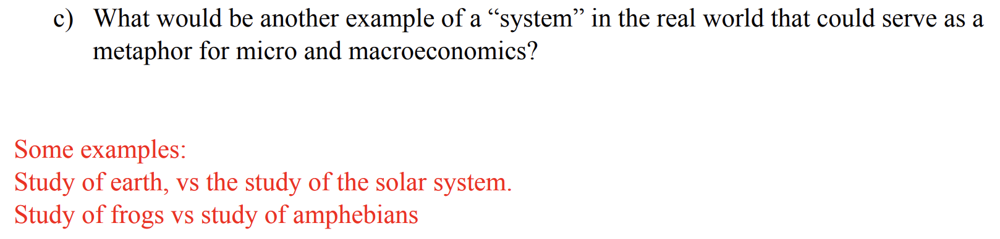 c) What would be another example of a “system” in the real world that could serve as a
metaphor for micro and macroeconomics?
Some examples:
Study of earth, vs the study of the solar system.
Study of frogs vs study of amphebians